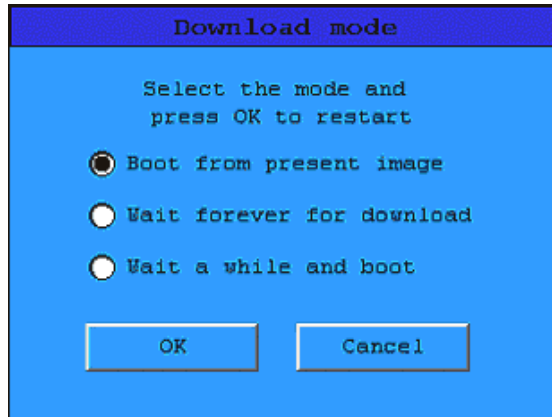 Download mode
Select the mode and
press OK to restart
Boot from present image
Wait forever for download
Wait a while and boot
OK
Cancel